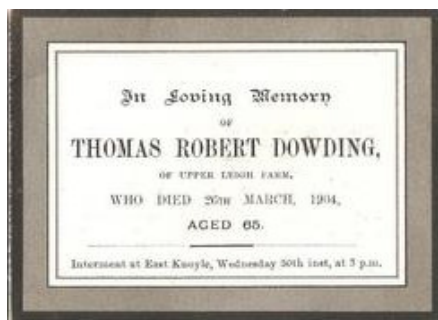 In Loving Memory
OF
THOMAS ROBERT DOWDING,
OF UPPER LEIGH FARM,
WHO DIED 26TH MARCH, 1904,
AGED 65.
Interment at East Knoyle, Wednesday 30th inst, at 3 p.m.